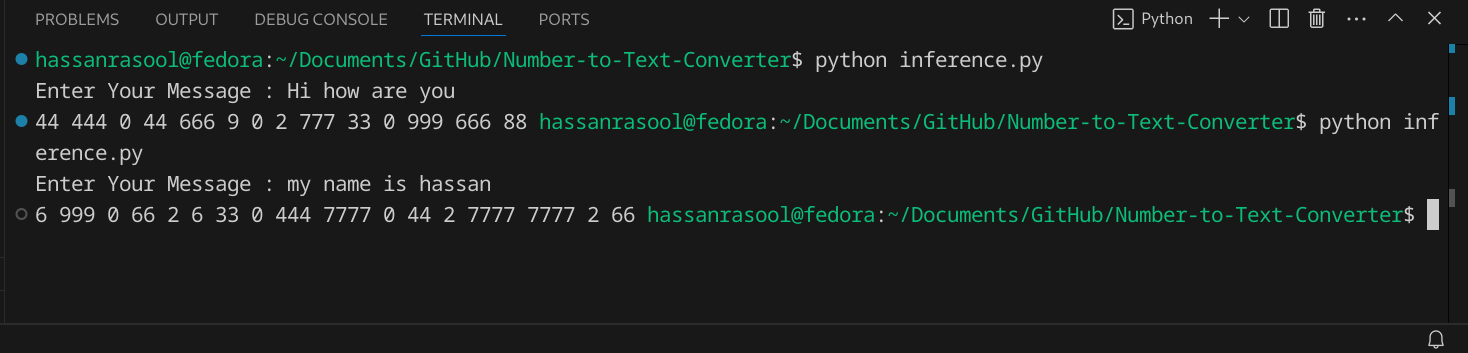 PROBLEMS OUTPUT DEBUG CONSOLE TERMINAL PORTS Python
hassanrasool@fedora:~/Documents/GitHub/Number-to-Text-Converter$ python inference.py
Enter Your Message : Hi how are you
44 444 0 44 666 9 0 2 777 33 0 999 666 88 hassanrasool@fedora:~/Documents/GitHub/Number-to-Text-Converter$ python inf
erence.py
Enter Your Message : my name is hassan
6 999 0 66 2 6 33 0 444 7777 0 44 2 7777 7777 2 66 hassanrasool@fedora:~/Documents/GitHub/Number-to-Text-Converter$